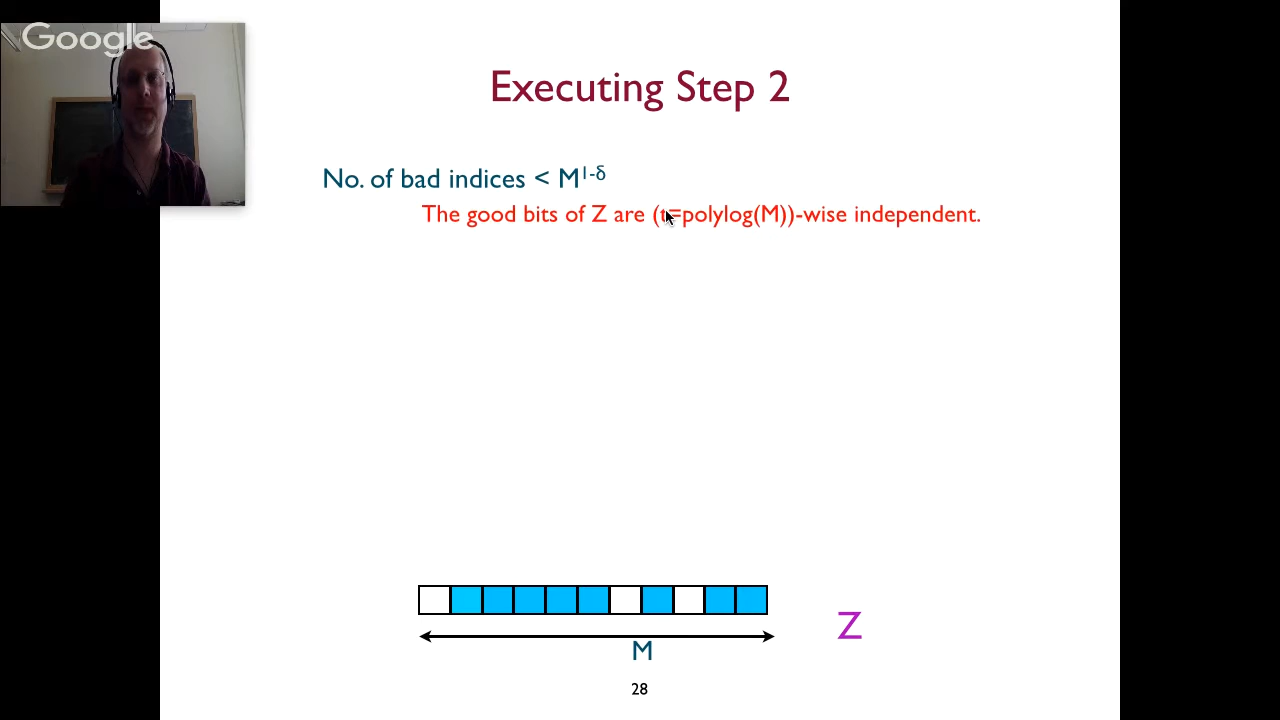 Google
Executing Step 2
No. of bad indices < M^{1-δ}
The good bits of Z are (t=polylog(M))-wise independent.
Z
M
28